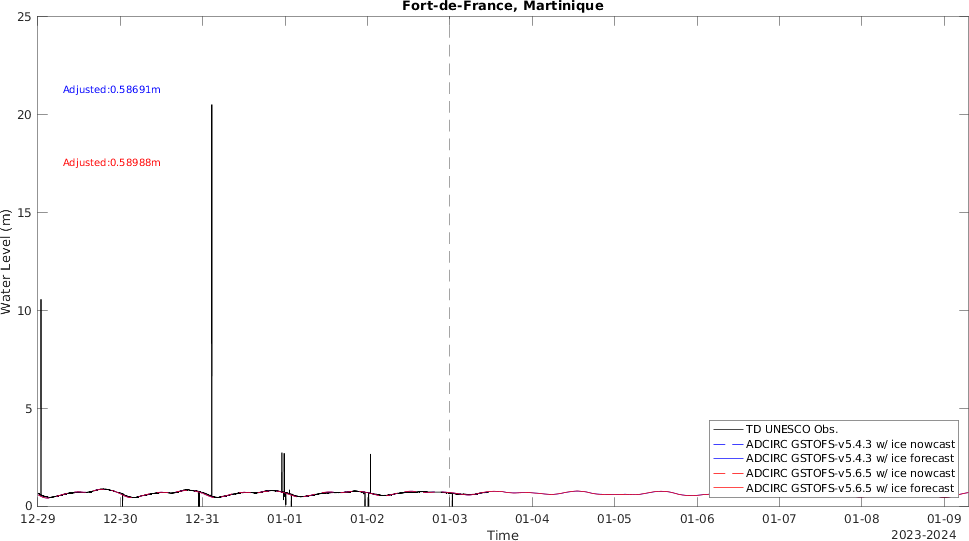 Fort-de-France, Martinique
25
20
15
10
5
0
Water Level (m)
Adjusted:0.58691m
Adjusted:0.58988m
TD UNESCO Obs.
ADCIRC GSTOFS-v5.4.3 w/ ice nowcast
ADCIRC GSTOFS-v5.4.3 w/ ice forecast
ADCIRC GSTOFS-v5.6.5 w/ ice nowcast
ADCIRC GSTOFS-v5.6.5 w/ ice forecast
12-29 12-30 12-31 01-01 01-02 01-03 01-04 01-05 01-06 01-07 01-08 01-09
Time
2023-2024